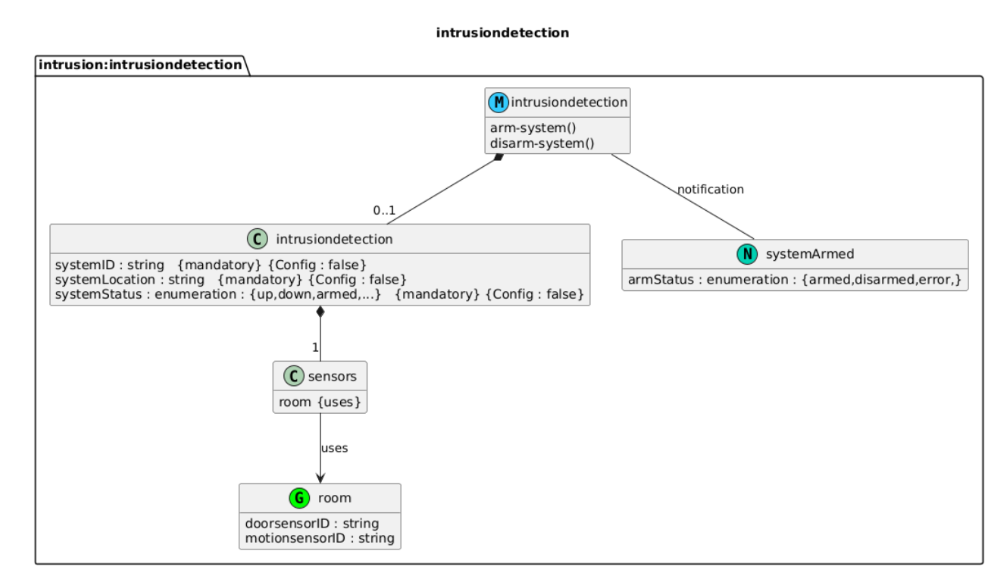 intrusiondetection
intrusion:intrusiondetection
M intrusiondetection
arm-system()
disarm-system()
notification
0..1
C intrusiondetection
systemID : string {mandatory} {Config : false}
systemLocation : string {mandatory} {Config : false}
systemStatus : enumeration : {up,down,armed,...} {mandatory} {Config : false}
N systemArmed
armStatus : enumeration : {armed,disarmed,error,}
1
C sensors
room {uses}
uses
G room
doorsensorID : string
motionsensorID : string